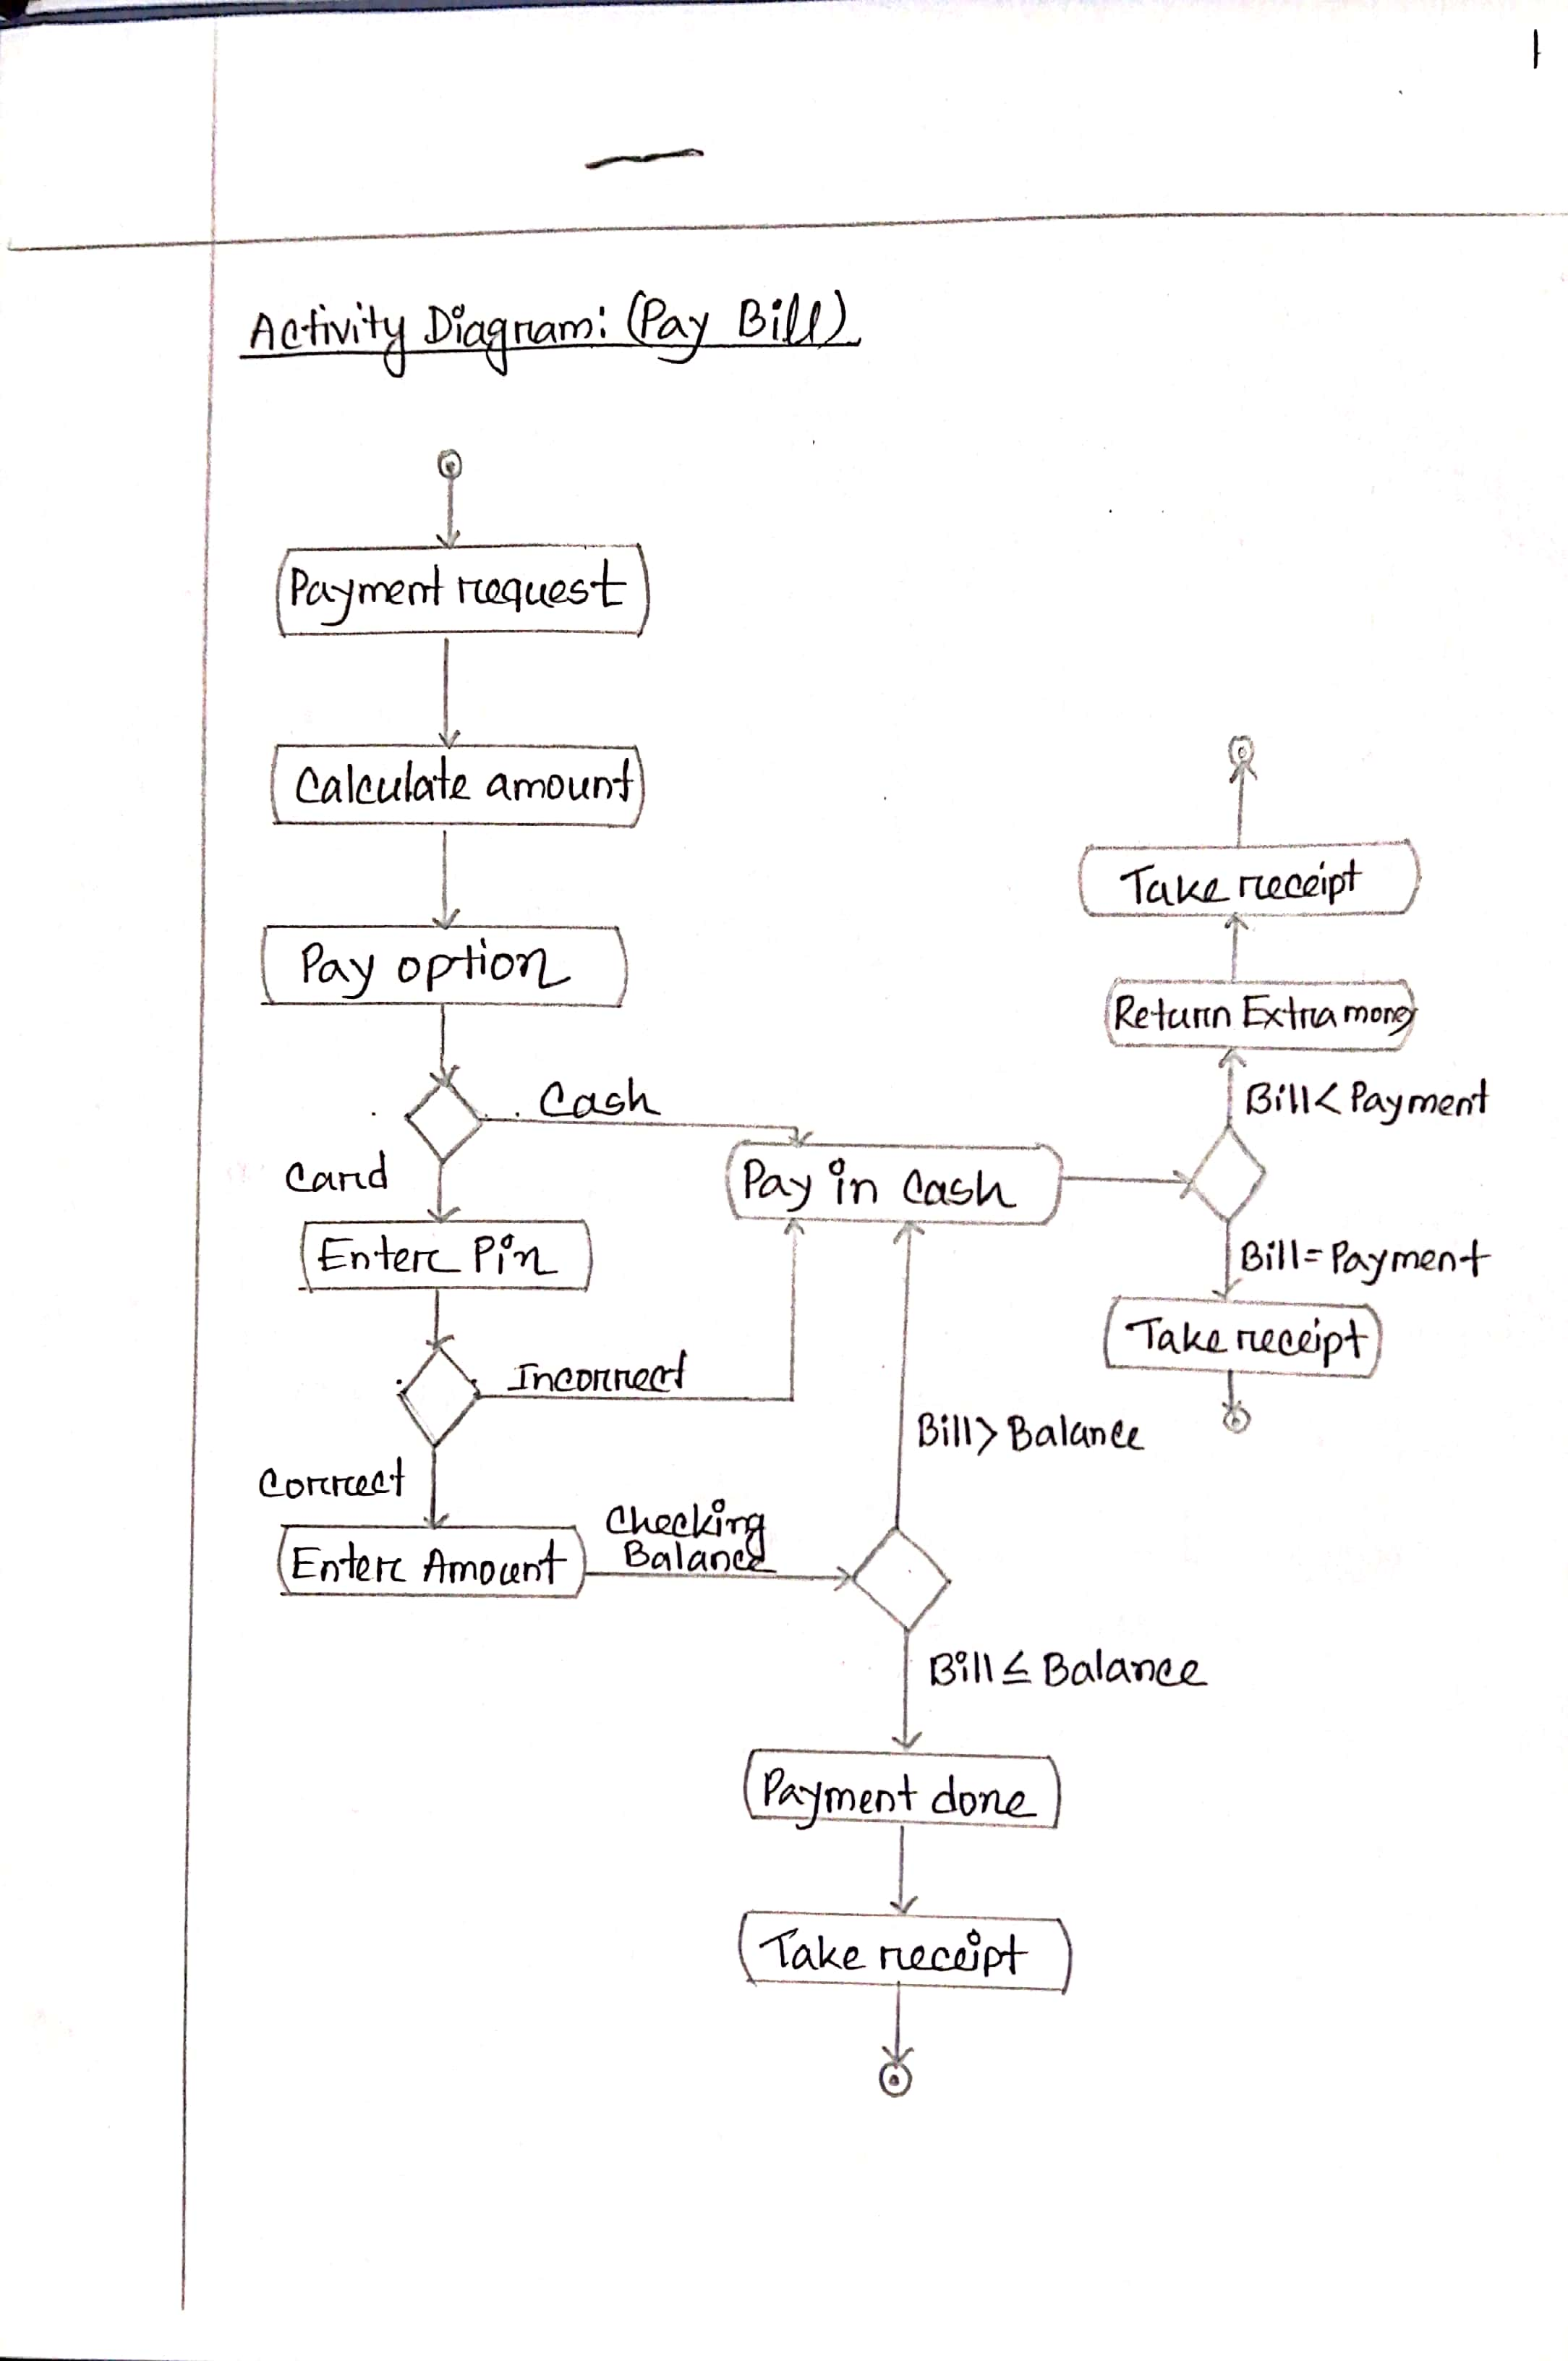 1
Activity Diagram: (Pay Bill)
Payment request
Calculate amount
Pay option
Cash
Card
Pay in cash
Enter Pin
Incorrect
Correct
Enter Amount
Checking
Balance
Bill > Balance
Bill ≤ Balance
Payment done
Take receipt
Take receipt
Return Extra money
Bill < Payment
Bill = Payment
Take receipt